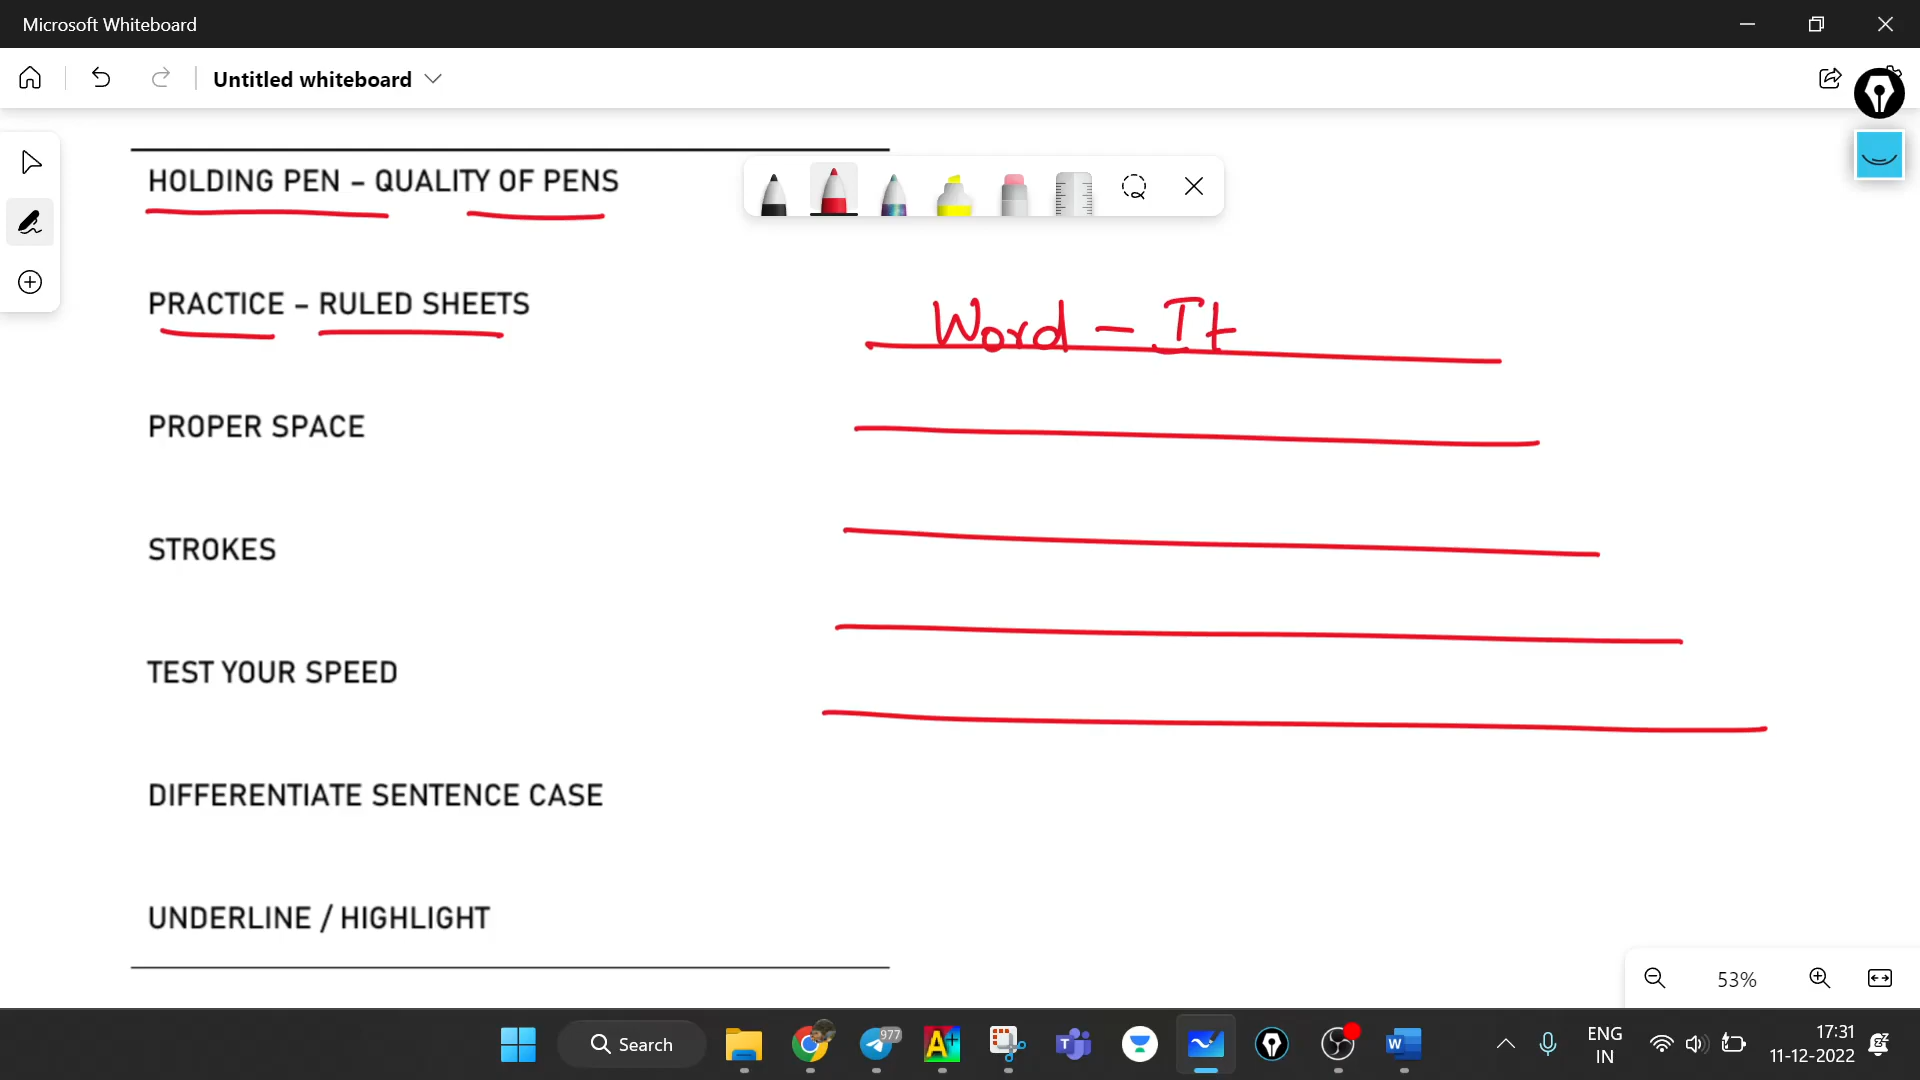 Microsoft Whiteboard
Untitled whiteboard
HOLDING PEN – QUALITY OF PENS
PRACTICE – RULED SHEETS
Word – It
PROPER SPACE
STROKES
TEST YOUR SPEED
DIFFERENTIATE SENTENCE CASE
UNDERLINE / HIGHLIGHT
53%
Search
977
ENG
IN
17:31
11-12-2022